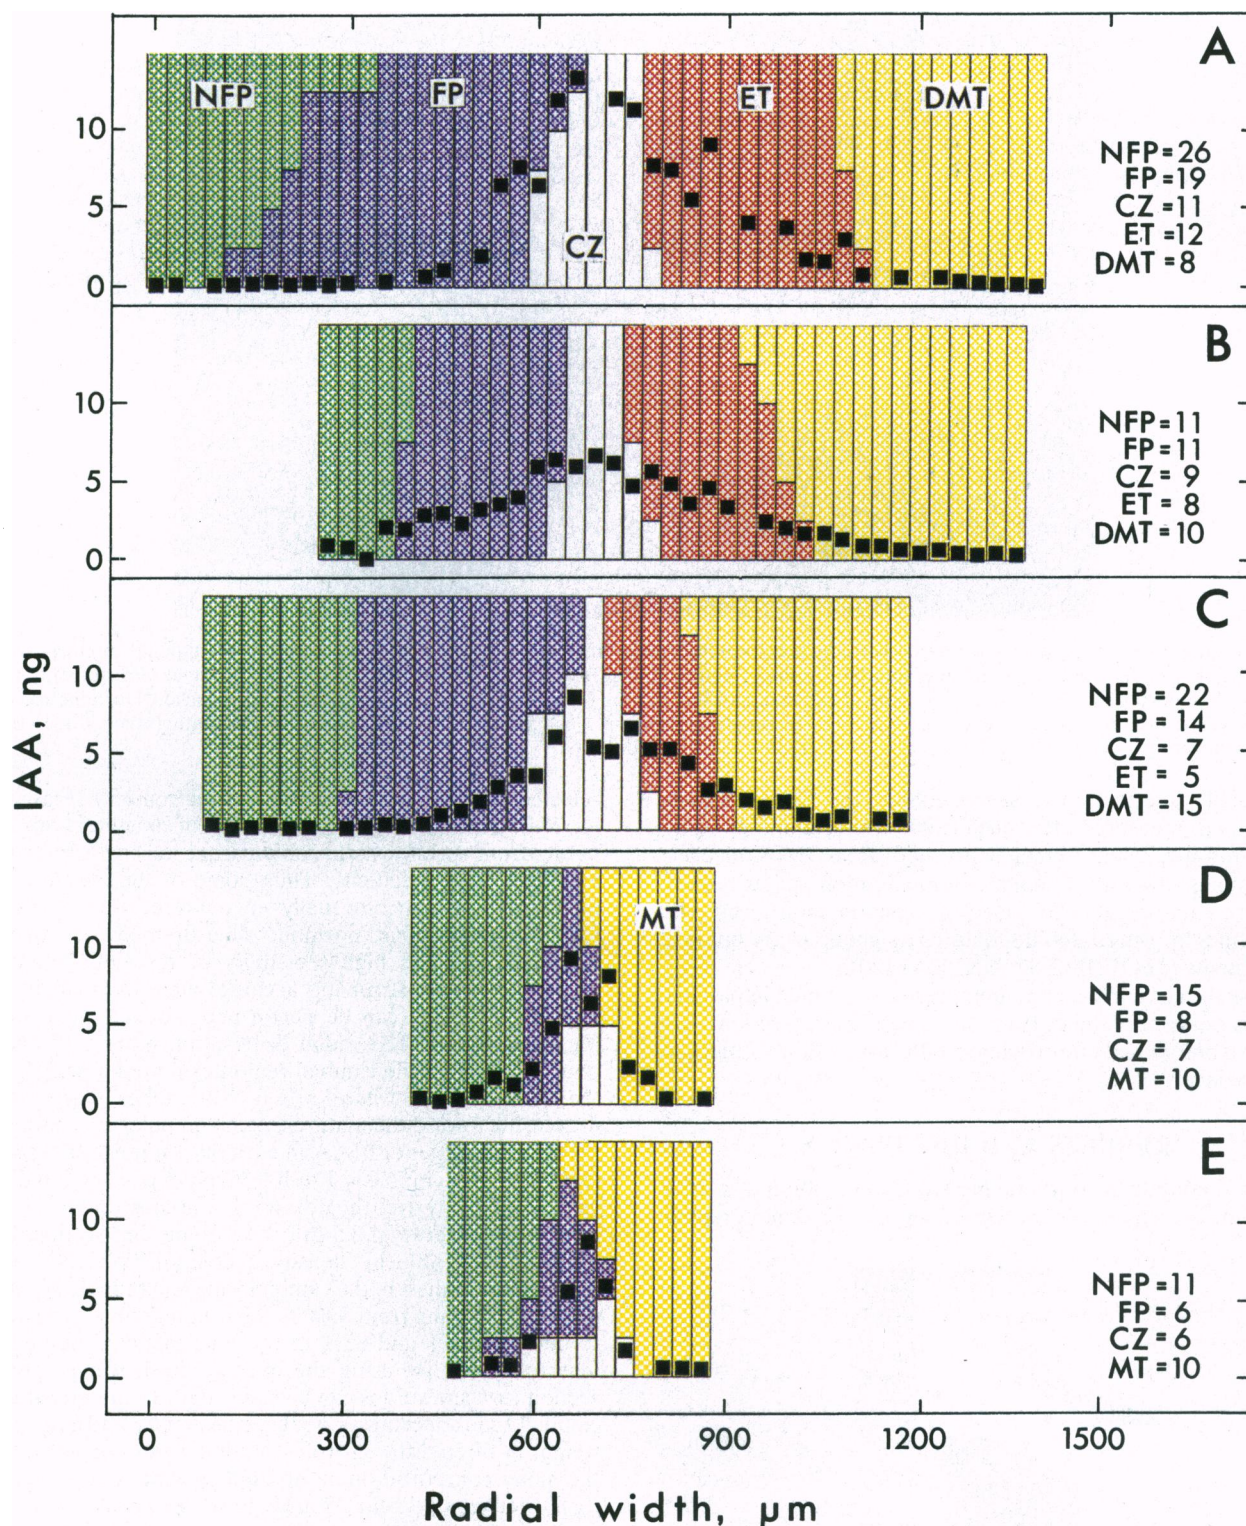 A
NFP
FP
ET
DMT
CZ
10
5
0
NFP=26
FP=19
CZ=11
ET=12
DMT=8
B
10
5
0
NFP=11
FP=11
CZ= 9
ET= 8
DMT=10
C
10
5
0
NFP=22
FP=14
CZ= 7
ET= 5
DMT=15
D
MT
10
5
0
NFP=15
FP=8
CZ=7
MT=10
E
10
5
0
NFP=11
FP=6
CZ=6
MT=10
IAA, ng
0 300 600 900 1200 1500
Radial width, µm